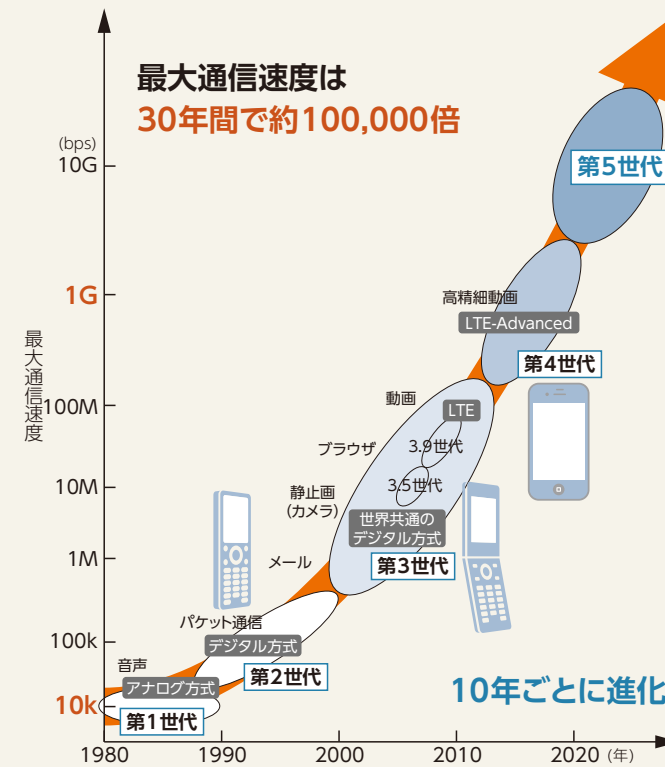 最大通信速度は
30年間で約100,000倍
(bps)
10G
第5世代
1G
高精細動画
LTE-Advanced
最大通信速度
第4世代
動画
100M
LTE
ブラウザ
3.9世代
10M
静止画
(カメラ)
3.5世代
世界共通の
デジタル方式
1M
メール
第3世代
パケット通信
100k
デジタル方式
音声
第2世代
アナログ方式
10年ごとに進化
10k
第1世代
1980
1990
2000
2010
2020
(年)